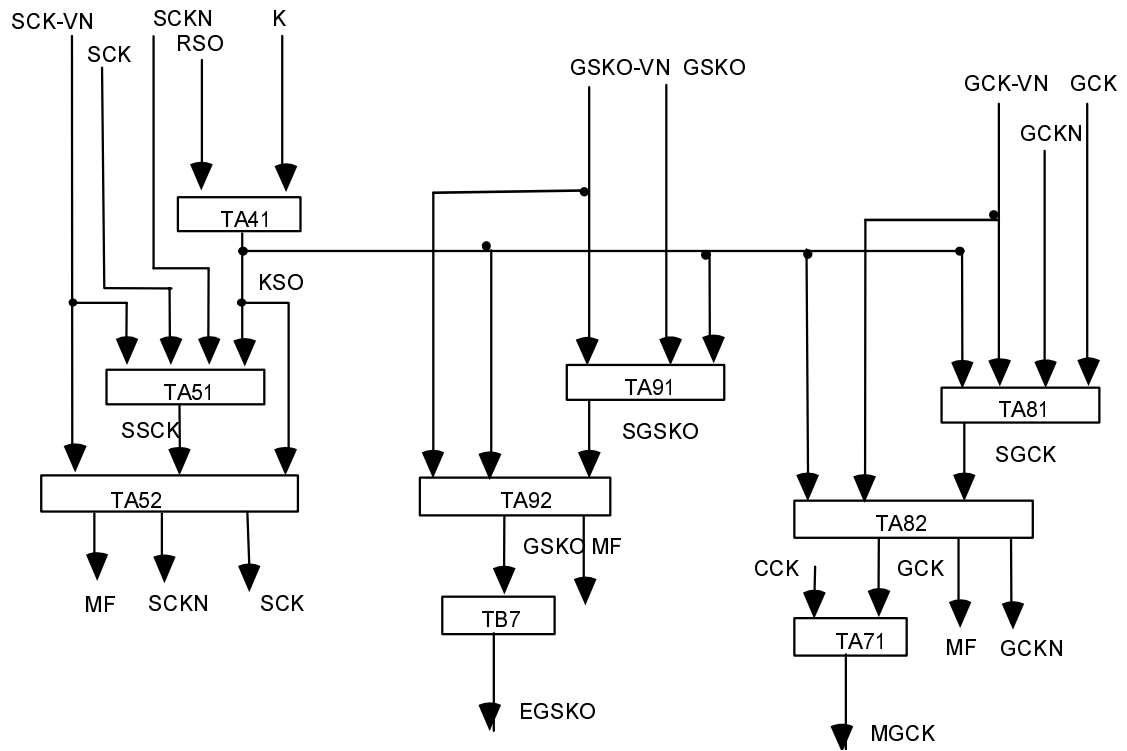 SCK-VN
SCKN
K
RSO
SCK
GSKO-VN GSKO
GCK-VN GCK
GCKN
TA41
KSO
TA51
TA91
TA81
SSCK
SGSKO
SGCK
TA52
TA92
TA82
GSKO MF
CCK
GCK
MF
SCKN
SCK
TB7
TA71
MF
GCKN
EGSKO
MGCK